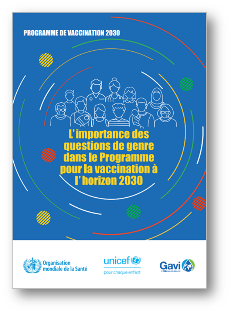 PROGRAMME DE VACCINATION 2030
L'importance des
questions de genre
dans le Programme
pour la vaccination à
l'horizon 2030
Organisation
mondiale de la Santé
unicef
pour chaque enfant
Gavi